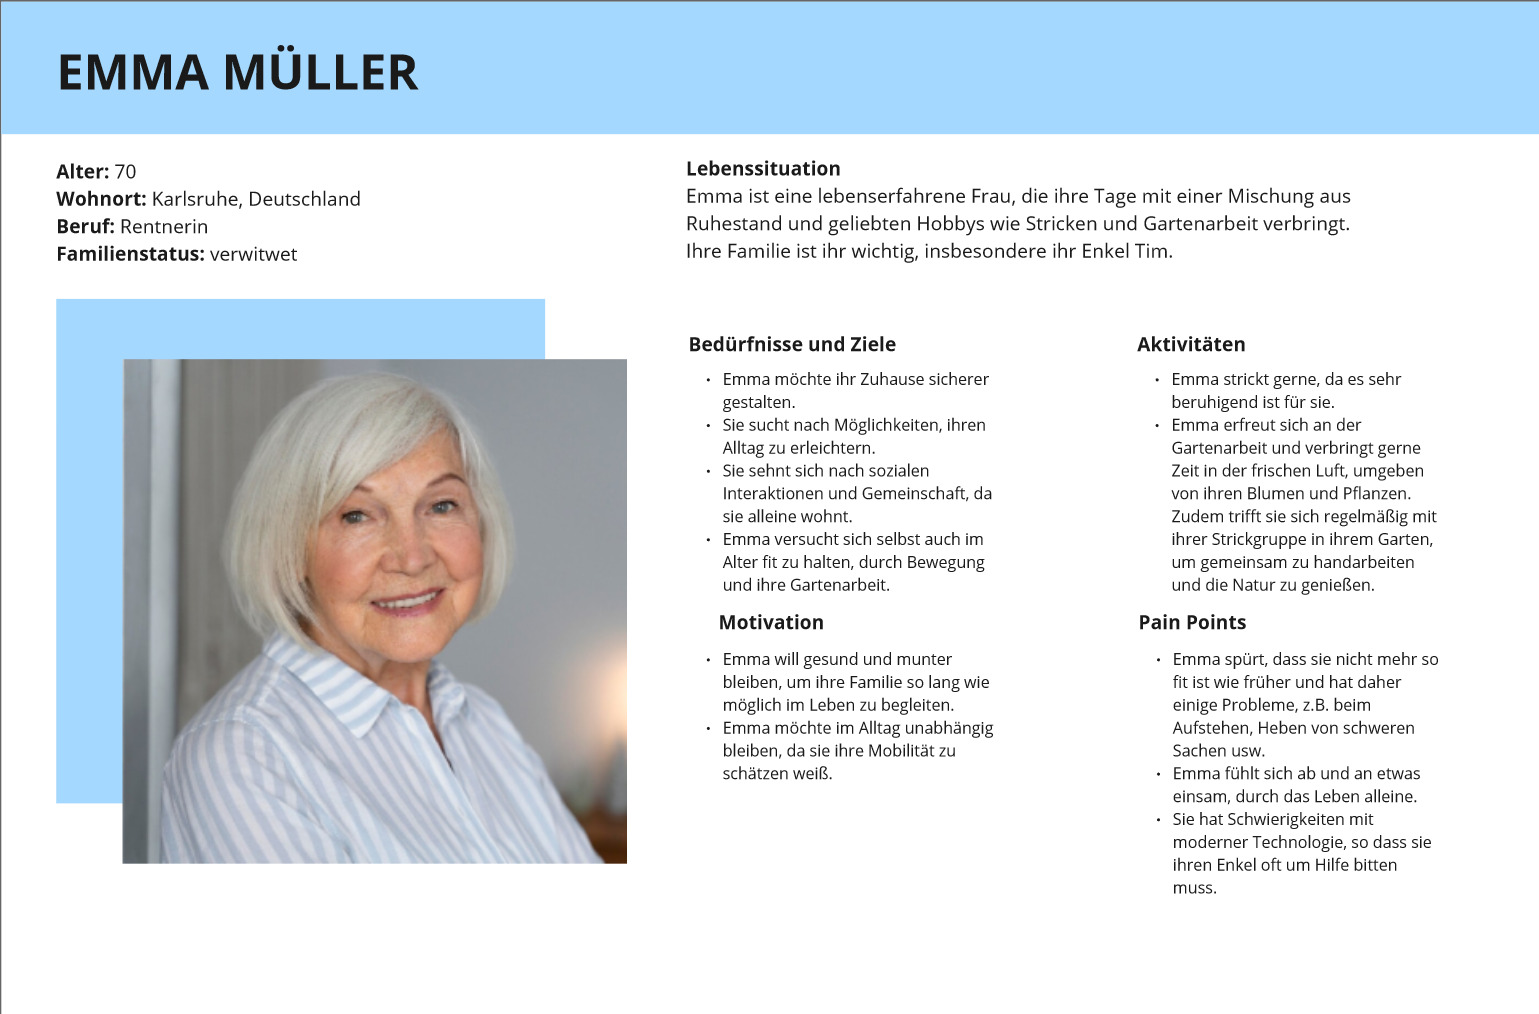 EMMA MÜLLER
Alter: 70
Wohnort: Karlsruhe, Deutschland
Beruf: Rentnerin
Familienstatus: verwitwet
Lebenssituation
Emma ist eine lebenserfahrene Frau, die ihre Tage mit einer Mischung aus
Ruhestand und geliebten Hobbys wie Stricken und Gartenarbeit verbringt.
Ihre Familie ist ihr wichtig, insbesondere ihr Enkel Tim.
Bedürfnisse und Ziele
• Emma möchte ihr Zuhause sicherer
gestalten.
• Sie sucht nach Möglichkeiten, ihren
Alltag zu erleichtern.
• Sie sehnt sich nach sozialen
Interaktionen und Gemeinschaft, da
sie alleine wohnt.
• Emma versucht sich selbst auch im
Alter fit zu halten, durch Bewegung
und ihre Gartenarbeit.
Aktivitäten
• Emma strickt gerne, da es sehr
beruhigend ist für sie.
• Emma erfreut sich an der
Gartenarbeit und verbringt gerne
Zeit in der frischen Luft, umgeben
von ihren Blumen und Pflanzen.
Zudem trifft sie sich regelmäßig mit
ihrer Strickgruppe in ihrem Garten,
um gemeinsam zu handarbeiten
und die Natur zu genießen.
Motivation
• Emma will gesund und munter
bleiben, um ihre Familie so lang wie
möglich im Leben zu begleiten.
• Emma möchte im Alltag unabhängig
bleiben, da sie ihre Mobilität zu
schätzen weiß.
Pain Points
• Emma spürt, dass sie nicht mehr so
fit ist wie früher und hat daher
einige Probleme, z.B. beim
Aufstehen, Heben von schweren
Sachen usw.
• Emma fühlt sich ab und an etwas
einsam, durch das Leben alleine.
• Sie hat Schwierigkeiten mit
moderner Technologie, so dass sie
ihren Enkel oft um Hilfe bitten
muss.